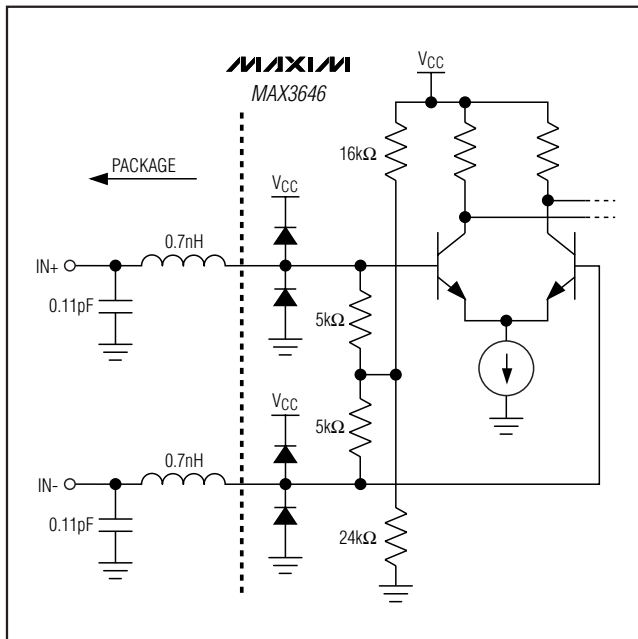 MAXIM
MAX3646
VCC
16kΩ
PACKAGE
VCC
0.7nH
IN+
0.11pF
5kΩ
VCC
5kΩ
0.7nH
IN-
0.11pF
24kΩ